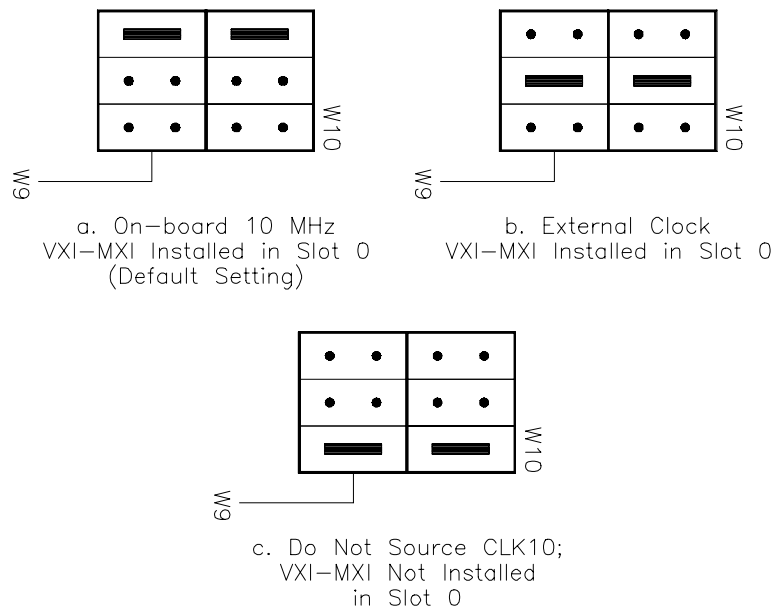 W10
W9
a. On-board 10 MHz
VXI-MXI Installed in Slot 0
(Default Setting)
W10
W9
b. External Clock
VXI-MXI Installed in Slot 0
W10
W9
c. Do Not Source CLK10;
VXI-MXI Not Installed
in Slot 0